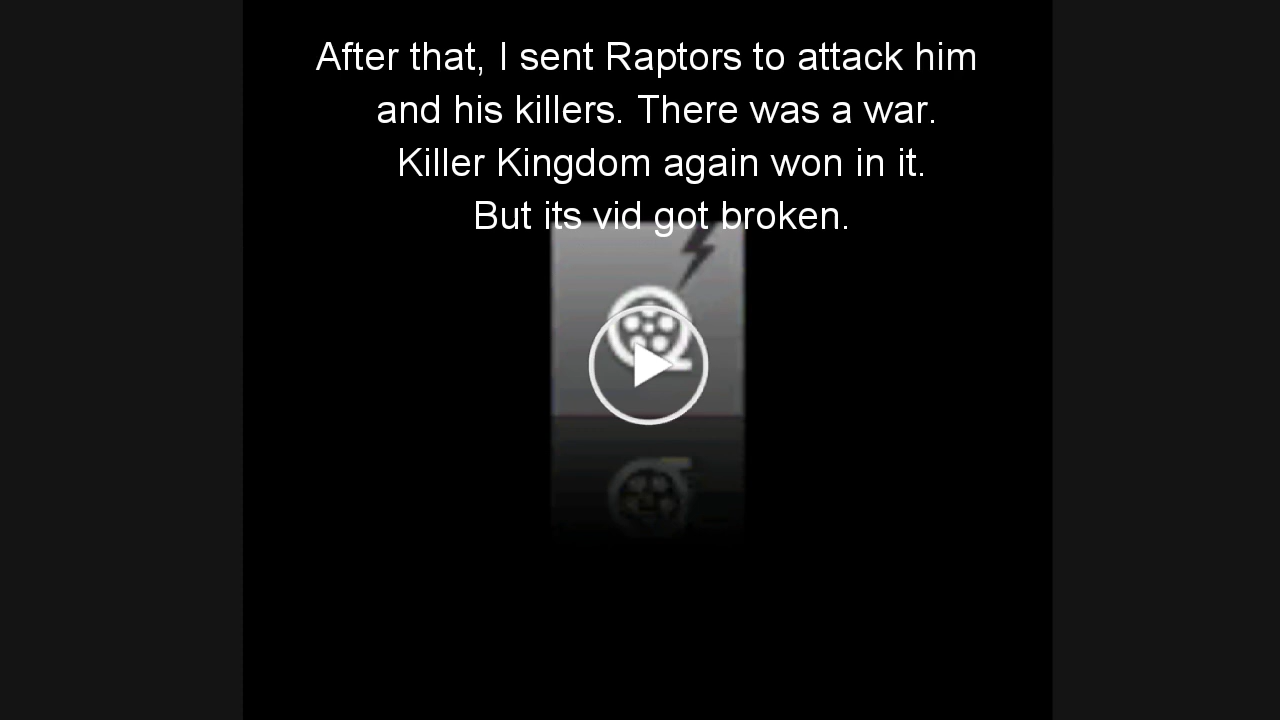 After that, I sent Raptors to attack him
and his killers. There was a war.
Killer Kingdom again won in it.
But its vid got broken.